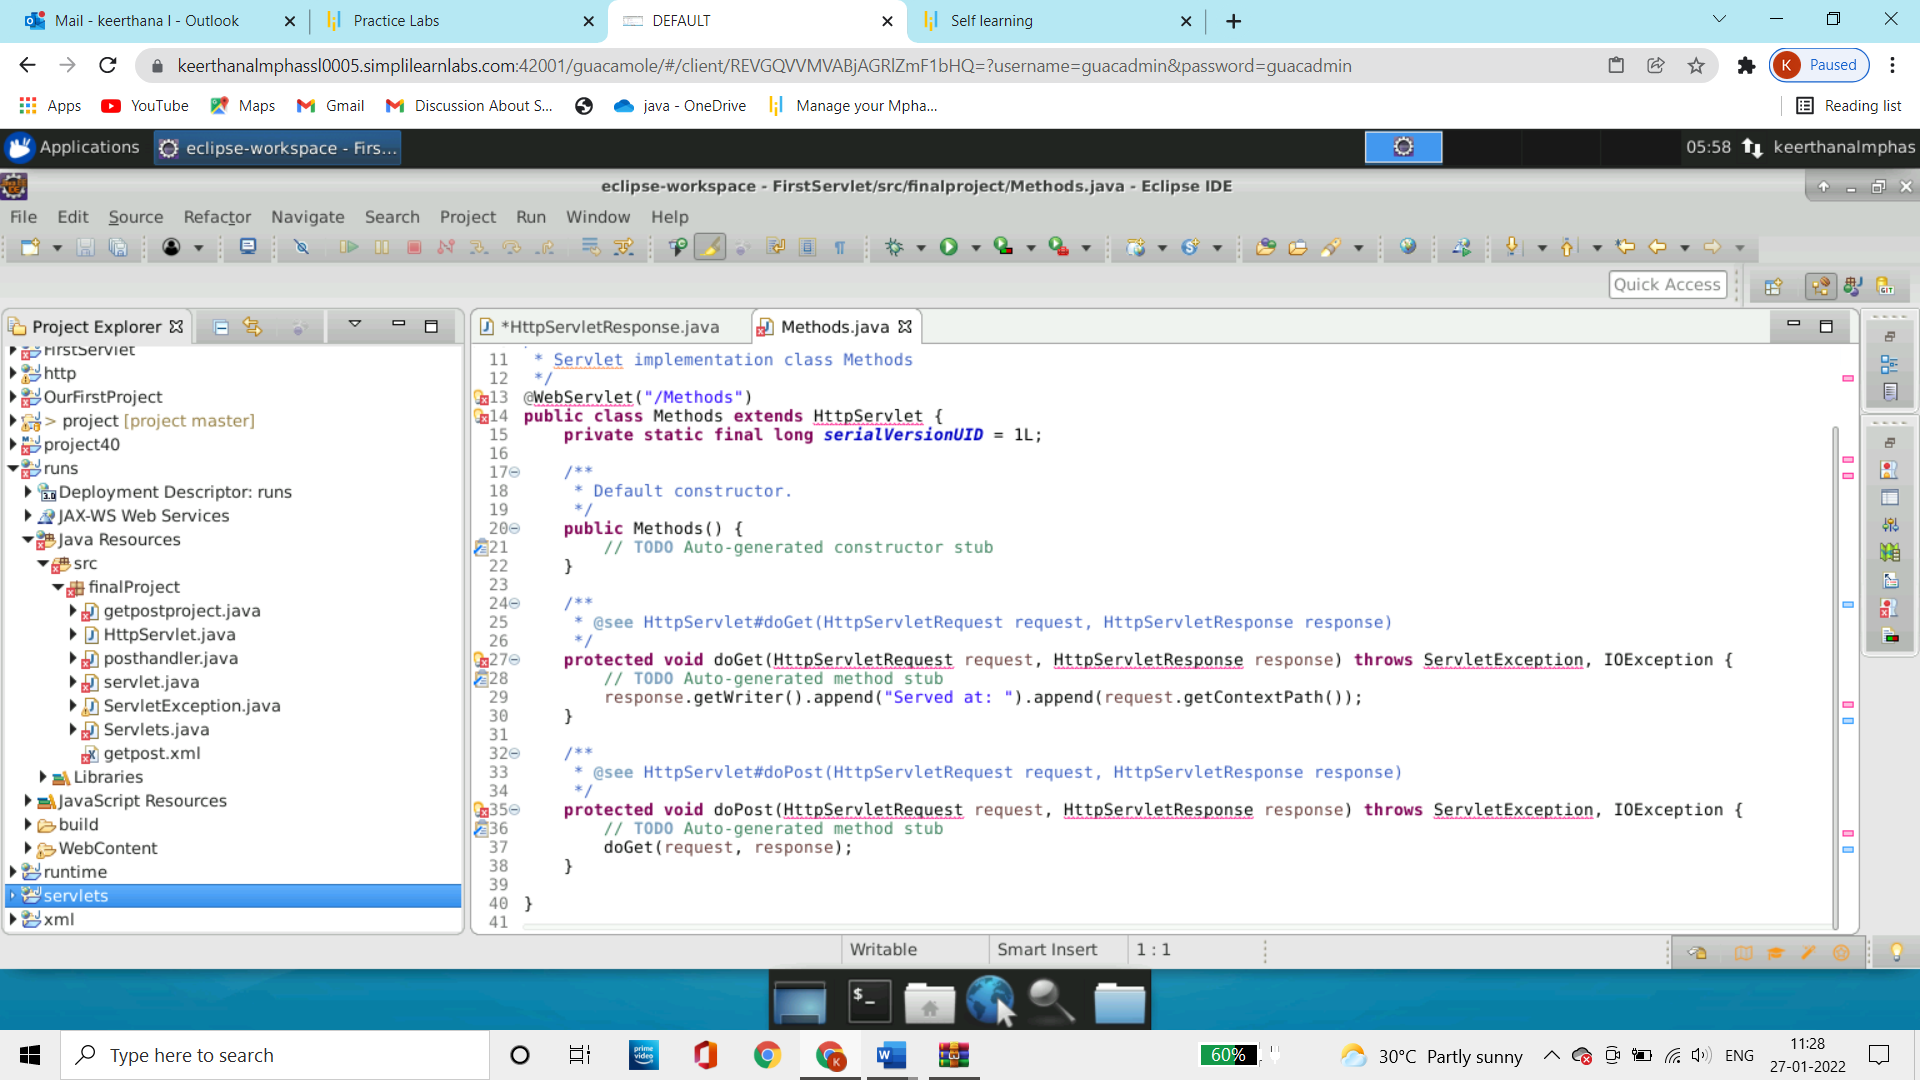 Mail - keerthana l - Outlook
Practice Labs
DEFAULT
Self learning
keerthanalmphassl0005.simplilearnlabs.com:42001/guacamole/#/client/REVGQVVMVABjAGRlZmF1bHQ=?username=guacadmin&password=guacadmin
K Paused
Apps YouTube Maps Gmail Discussion About S... java - OneDrive Manage your Mpha... Reading list
Applications eclipse-workspace - Firs... 05:58 keerthanalmphas
eclipse-workspace - FirstServlet/src/finalproject/Methods.java - Eclipse IDE
File Edit Source Refactor Navigate Search Project Run Window Help
Quick Access
Project Explorer
FirstServlet
http
OurFirstProject
> project [project master]
project40
runs
Deployment Descriptor: runs
JAX-WS Web Services
Java Resources
src
finalProject
getpostproject.java
HttpServlet.java
posthandler.java
servlet.java
ServletException.java
Servlets.java
getpost.xml
Libraries
JavaScript Resources
build
WebContent
runtime
servlets
xml
*HttpServletResponse.java Methods.java
11 * Servlet implementation class Methods
12 */
13 @WebServlet("/Methods")
14 public class Methods extends HttpServlet {
15 private static final long serialVersionUID = 1L;
16
17 /**
18 * Default constructor.
19 */
20 public Methods() {
21 // TODO Auto-generated constructor stub
22 }
23
24 /**
25 * @see HttpServlet#doGet(HttpServletRequest request, HttpServletResponse response)
26 */
27 protected void doGet(HttpServletRequest request, HttpServletResponse response) throws ServletException, IOException {
28 // TODO Auto-generated method stub
29 response.getWriter().append("Served at: ").append(request.getContextPath());
30 }
31
32 /**
33 * @see HttpServlet#doPost(HttpServletRequest request, HttpServletResponse response)
34 */
35 protected void doPost(HttpServletRequest request, HttpServletResponse response) throws ServletException, IOException {
36 // TODO Auto-generated method stub
37 doGet(request, response);
38 }
39
40 }
41
Writable Smart Insert 1 : 1
Type here to search
60%
30°C Partly sunny
ENG
11:28
27-01-2022